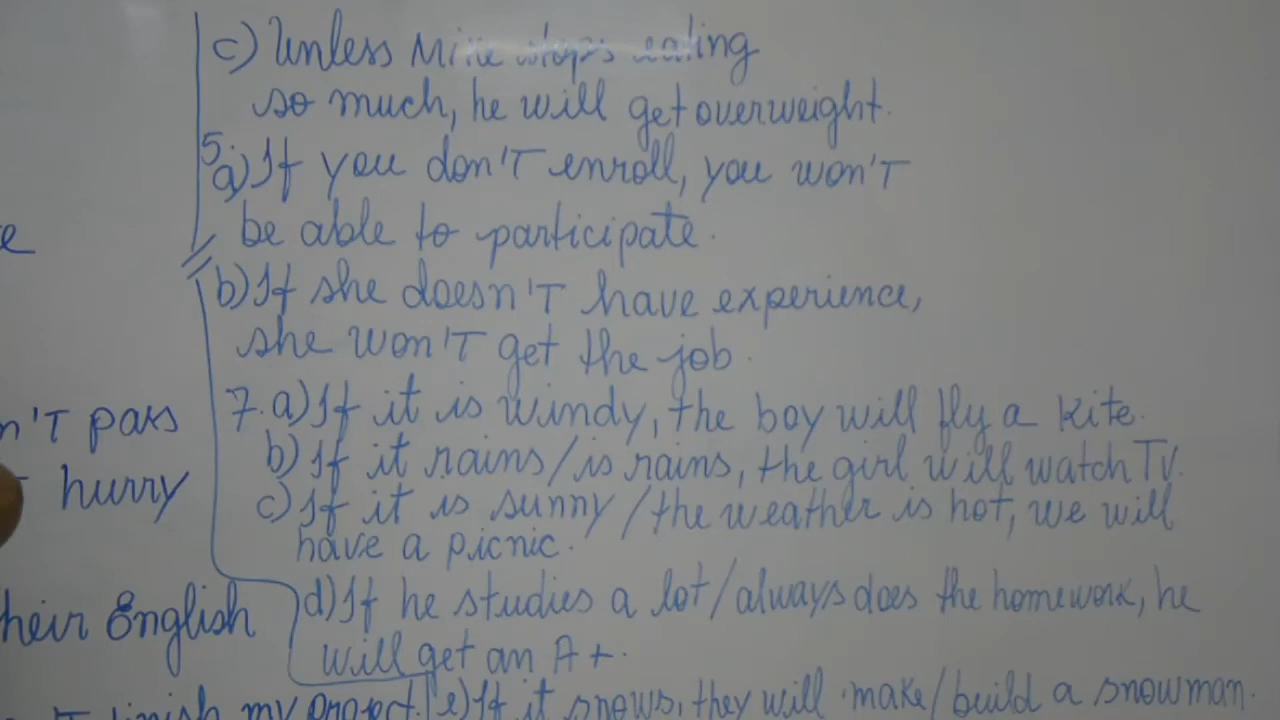 c) Unless Mike stops eating
so much, he will get overweight.
5.
a) If you don't enroll, you won't
be able to participate.
b) If she doesn't have experience,
she won't get the job.
7. a) If it is windy, the boy will fly a kite.
b) If it rains/is rains, the girl will watch TV.
c) If it is sunny/the weather is hot, we will
have a picnic.
d) If he studies a lot/always does the homework, he
will get an A+.
e) If it snows, they will make/build a snowman.
n't pass
hurry
heir English
't finish my project.